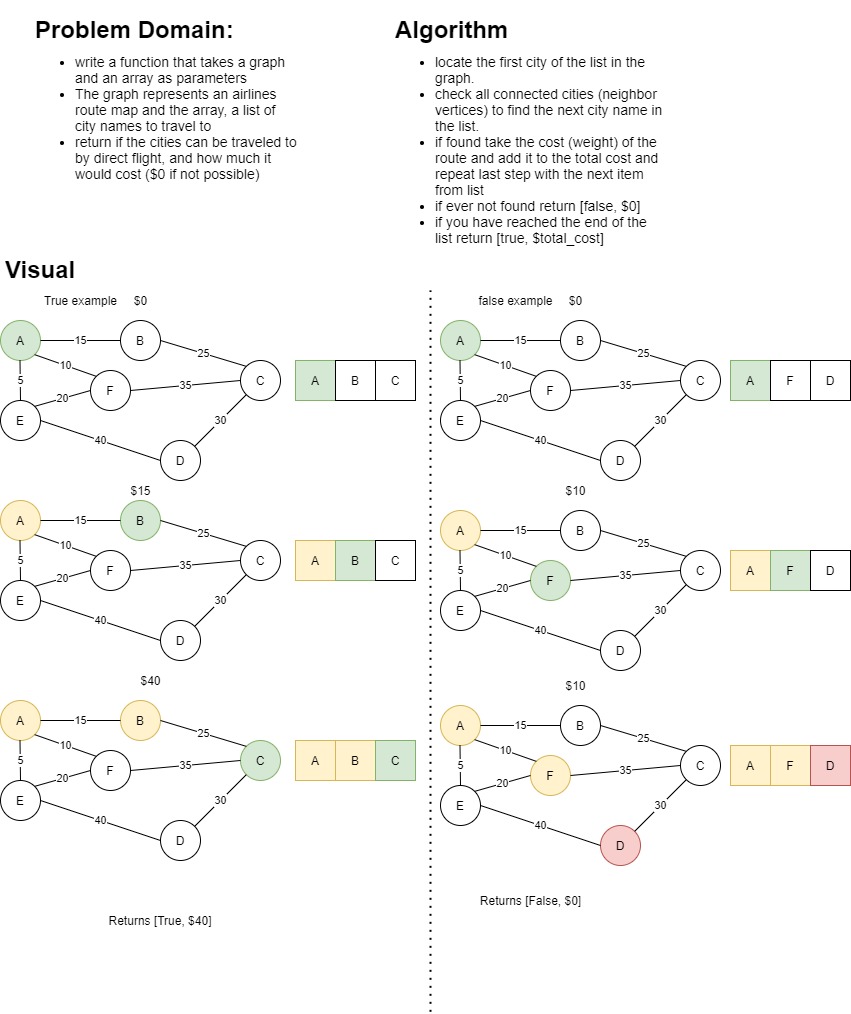 Problem Domain:
write a function that takes a graph
and an array as parameters
The graph represents an airlines
route map and the array, a list of
city names to travel to
return if the cities can be traveled to
by direct flight, and how much it
would cost ($0 if not possible)
Algorithm
locate the first city of the list in the
graph.
check all connected cities (neighbor
vertices) to find the next city name in
the list.
if found take the cost (weight) of the
route and add it to the total cost and
repeat last step with the next item
from list
if ever not found return [false, $0]
if you have reached the end of the
list return [true, $total_cost]
Visual
True example $0
A 15 B
25
10
5 F 35 C A B C
20
E 30
40
D
$15
A 15 B
25
10
5 F 35 C A B C
20
E 30
40
D
$40
A 15 B
25
10
5 F 35 C A B C
20
E 30
40
D
Returns [True, $40]
false example $0
A 15 B
25
10
5 F 35 C A F D
20
E 30
40
D
$10
A 15 B
25
10
5 F 35 C A F D
20
E 30
40
D
$10
A 15 B
25
10
5 F 35 C A F D
20
E 30
40
D
Returns [False, $0]